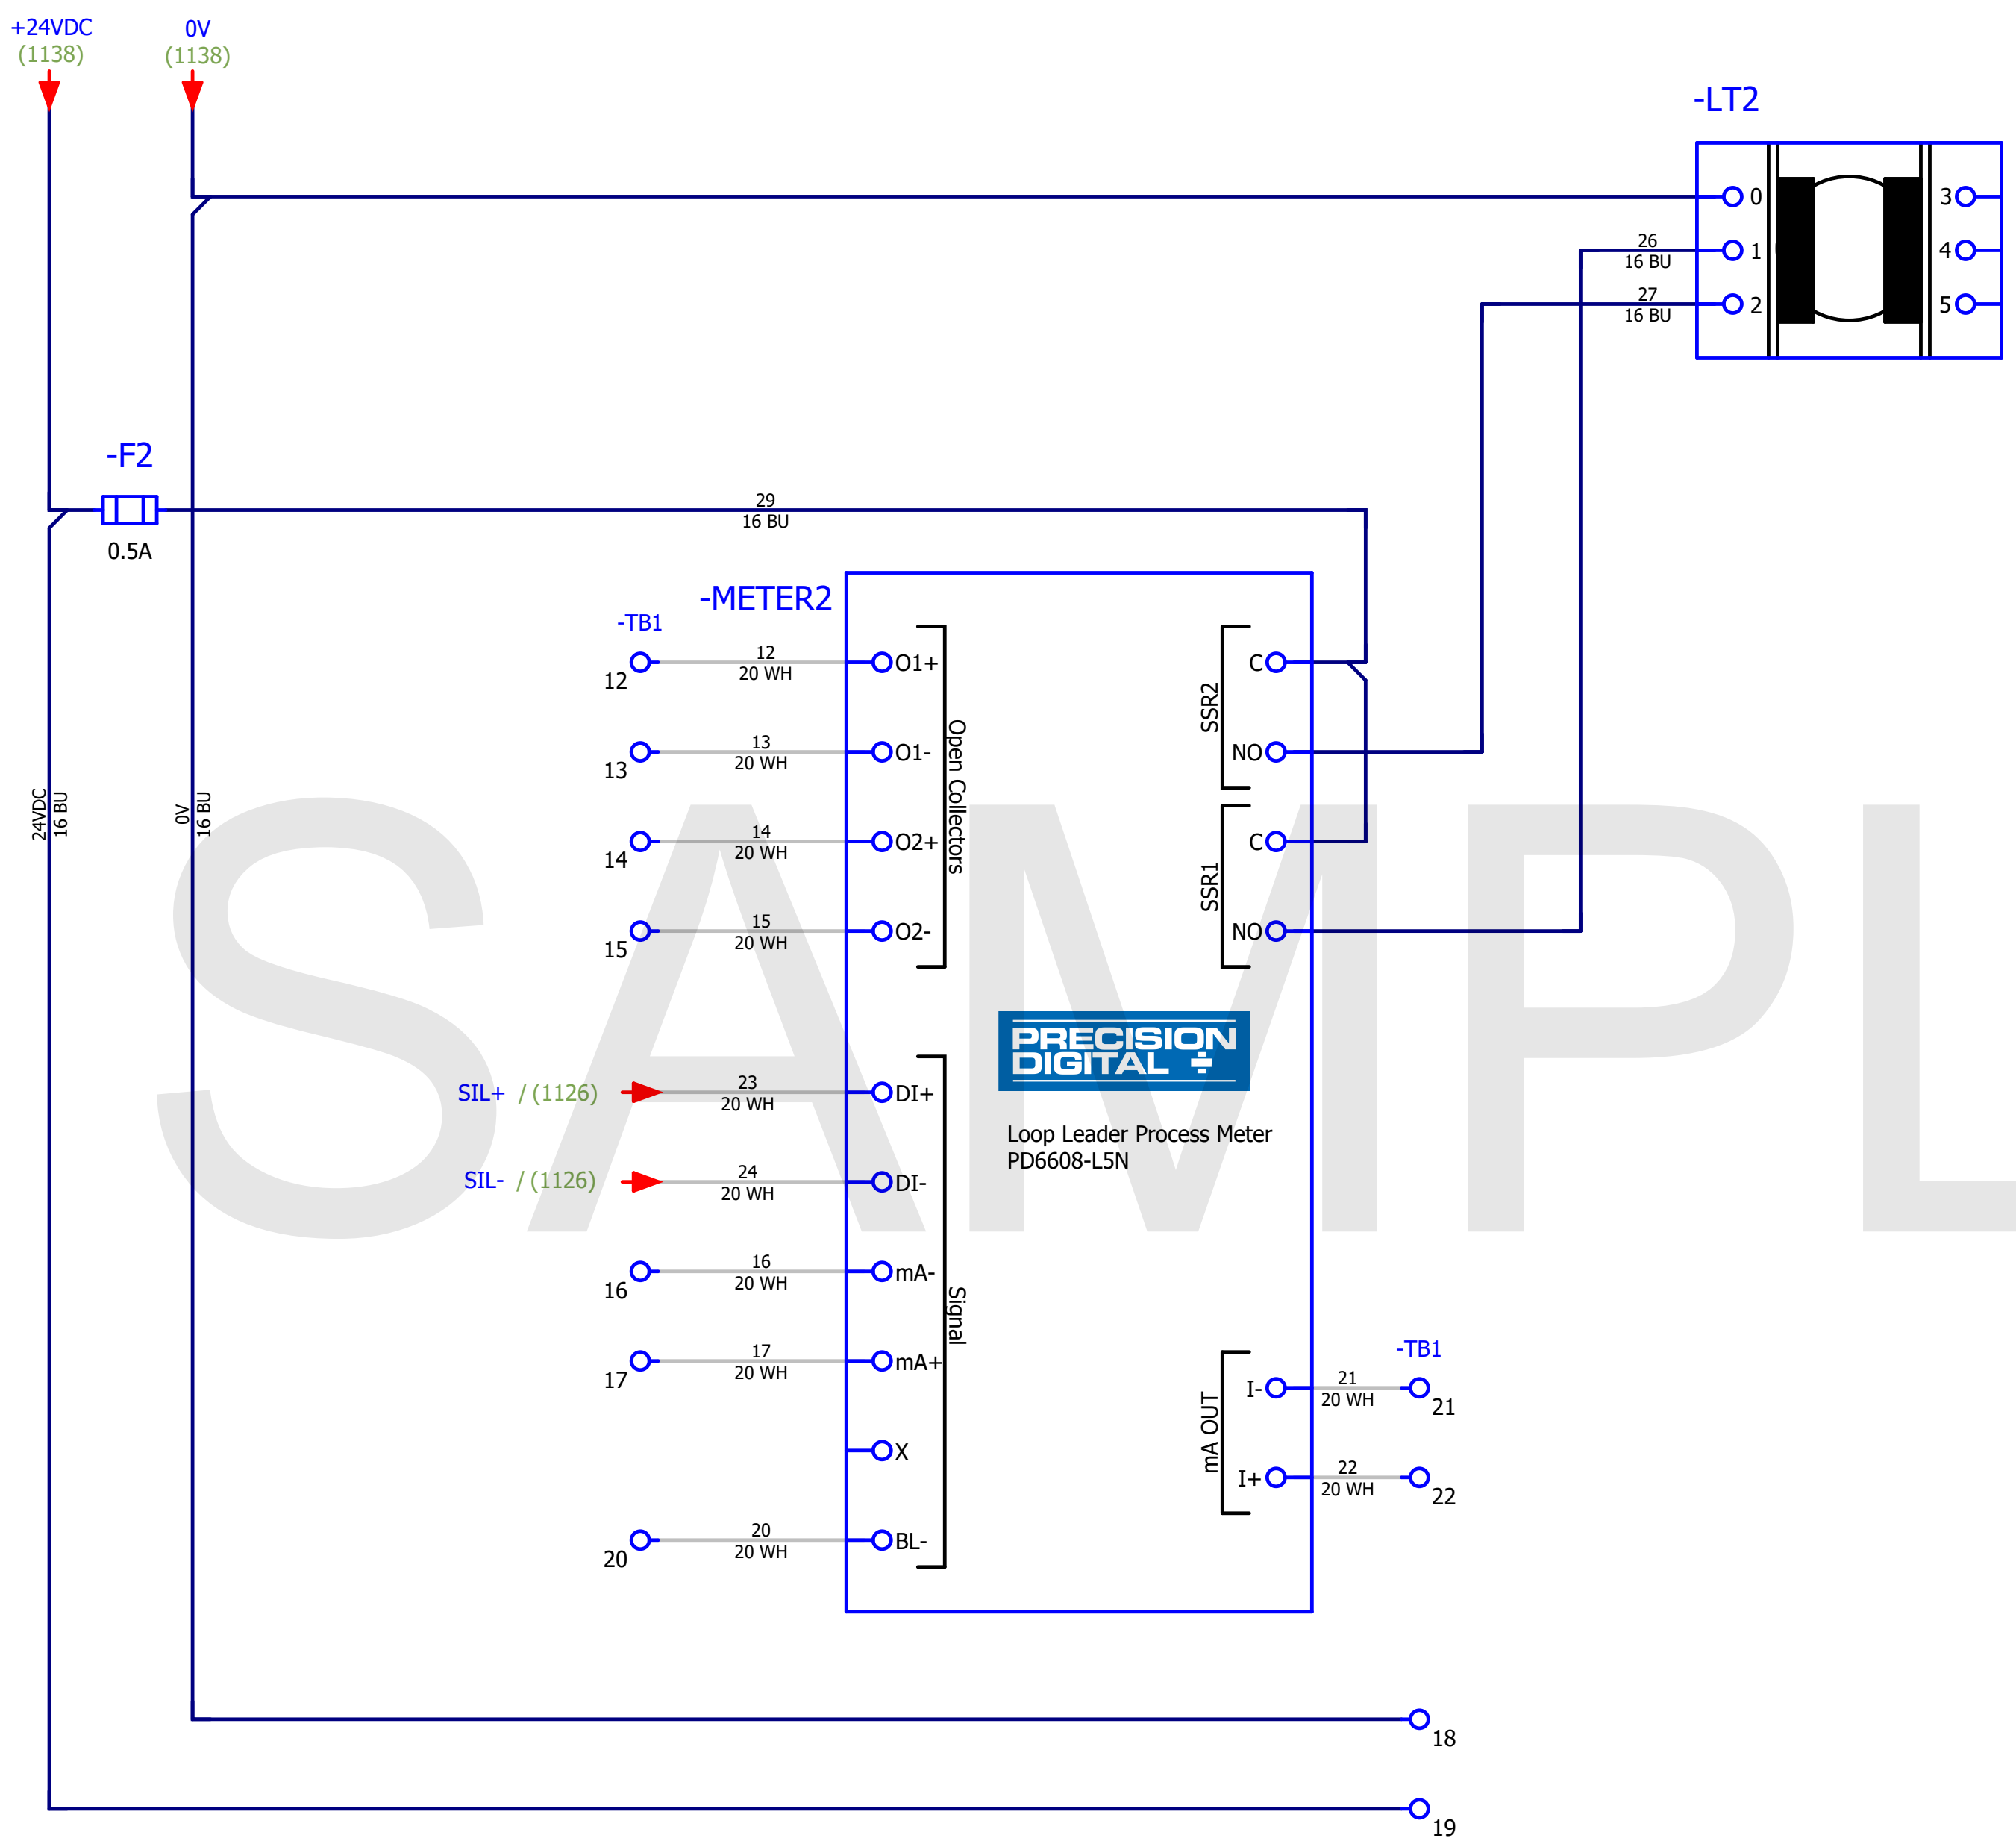 +24VDC
(1138)
0V
(1138)
-LT2
0
3
26
16 BU
1
4
27
16 BU
2
5
-F2
0.5A
29
16 BU
-METER2
-TB1
12
12
20 WH
O1+
C
13
13
20 WH
O1-
SSR2
NO
Open Collectors
24VDC
16 BU
0V
16 BU
14
14
20 WH
O2+
C
15
15
20 WH
O2-
SSR1
NO
SAMPL
PRECISION
DIGITAL
SIL+ / (1126)
23
20 WH
DI+
Loop Leader Process Meter
PD6608-L5N
SIL- / (1126)
24
20 WH
DI-
16
16
20 WH
mA-
Signal
17
17
20 WH
mA+
-TB1
I-
21
20 WH
21
mA OUT
X
I+
22
20 WH
22
20
20
20 WH
BL-
18
19